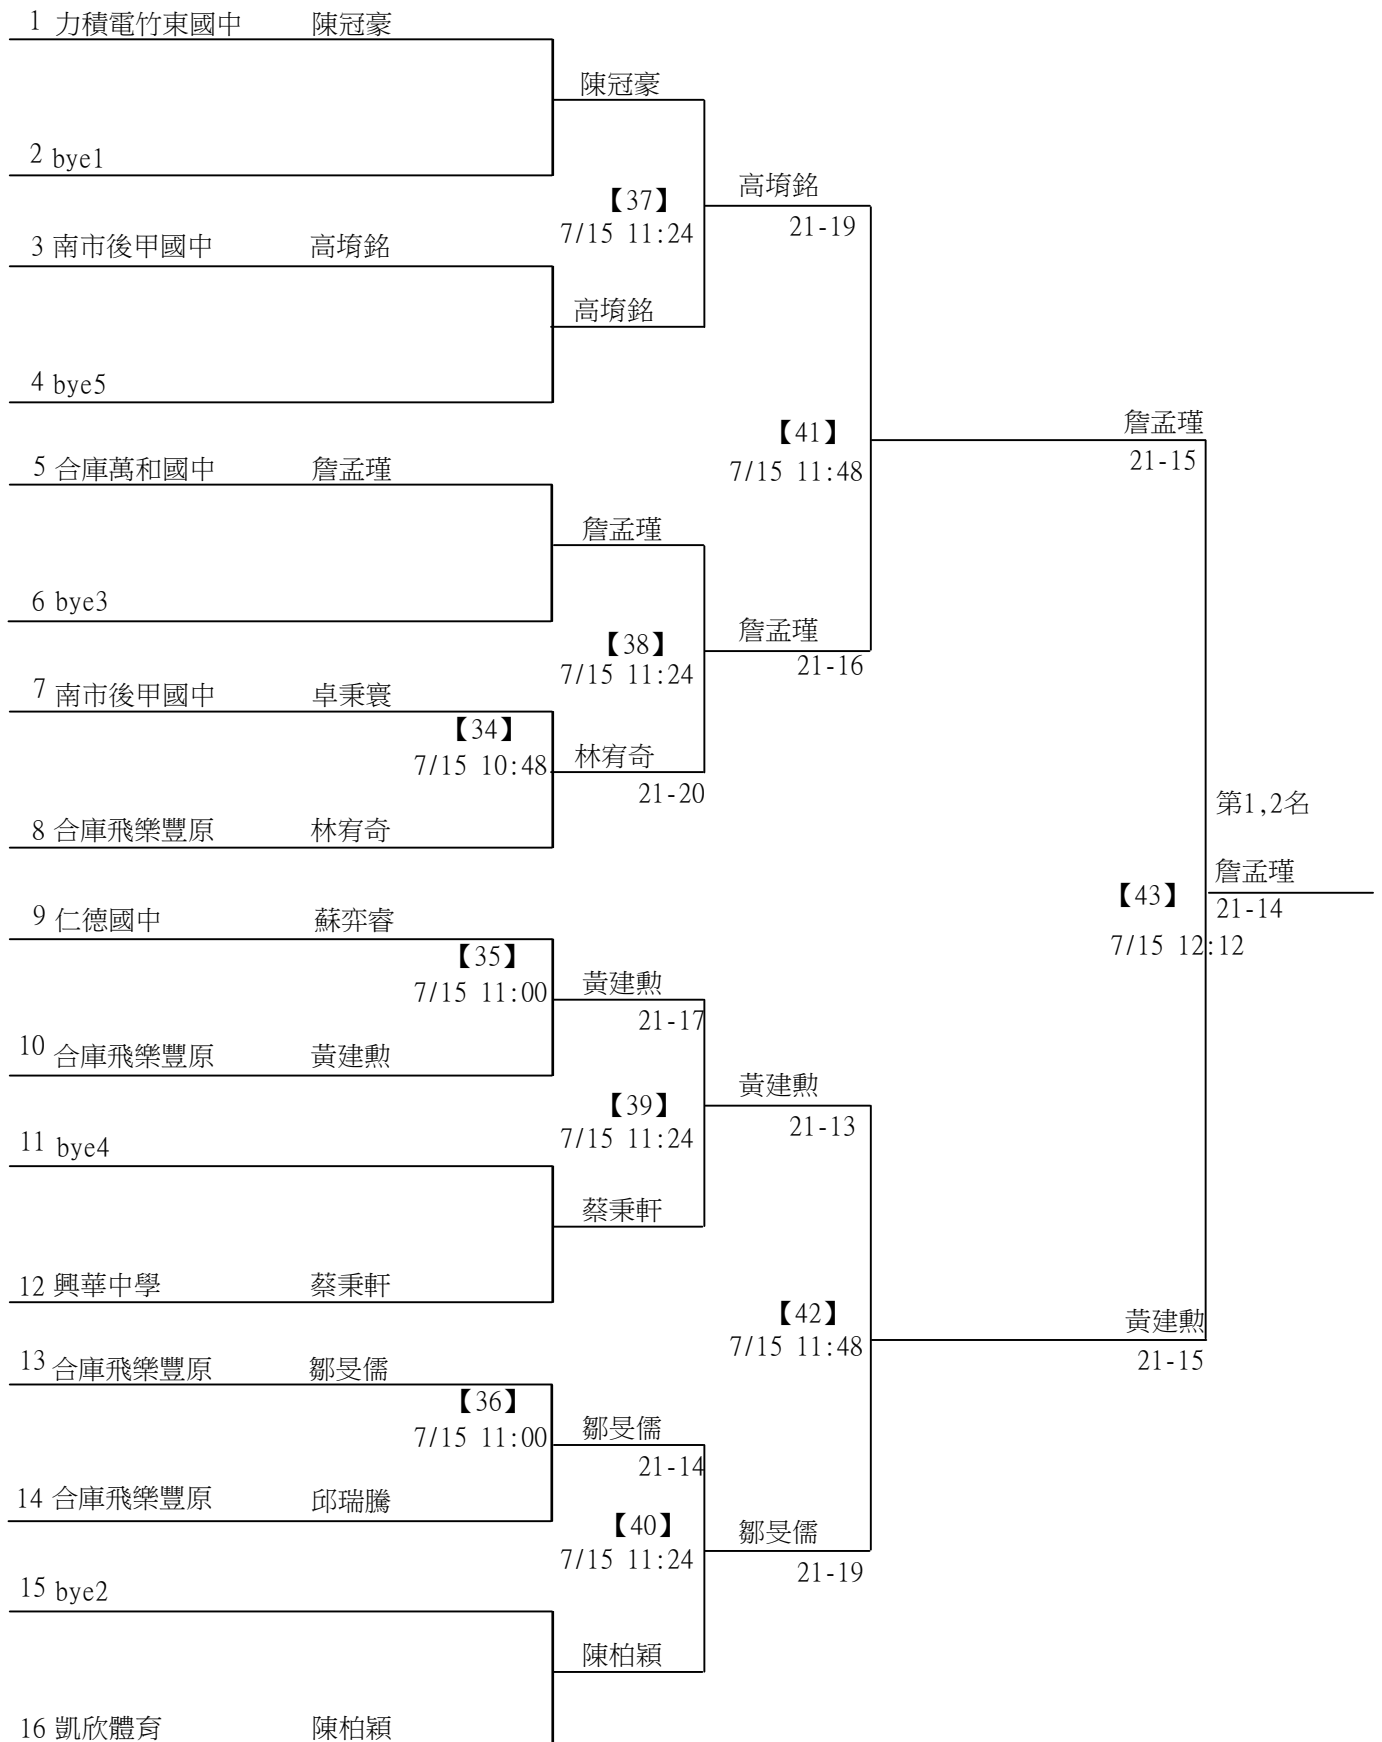 1 力積電竹東國中 陳冠豪
陳冠豪
2 bye1
【37】
7/15 11:24
高堉銘
21-19
3 南市後甲國中 高堉銘
高堉銘
4 bye5
【41】
7/15 11:48
詹孟瑾
21-15
5 合庫萬和國中 詹孟瑾
詹孟瑾
6 bye3
【38】
7/15 11:24
詹孟瑾
21-16
7 南市後甲國中 卓秉寰
【34】
7/15 10:48
林宥奇
21-20
8 合庫飛樂豐原 林宥奇
第1,2名
【43】
7/15 12:12
詹孟瑾
21-14
9 仁德國中 蘇弈睿
【35】
7/15 11:00
黃建勳
21-17
10 合庫飛樂豐原 黃建勳
【39】
7/15 11:24
黃建勳
21-13
11 bye4
蔡秉軒
12 興華中學 蔡秉軒
【42】
7/15 11:48
黃建勳
21-15
13 合庫飛樂豐原 鄒旻儒
【36】
7/15 11:00
鄒旻儒
21-14
14 合庫飛樂豐原 邱瑞騰
【40】
7/15 11:24
鄒旻儒
21-19
15 bye2
陳柏穎
16 凱欣體育 陳柏穎